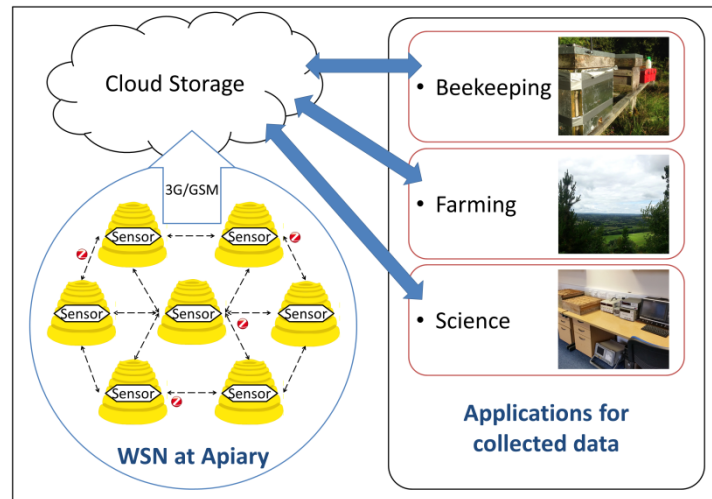 Cloud Storage
3G/GSM
Sensor
Sensor
Sensor
Sensor
Sensor
Sensor
Sensor
WSN at Apiary
• Beekeeping
• Farming
• Science
Applications for
collected data